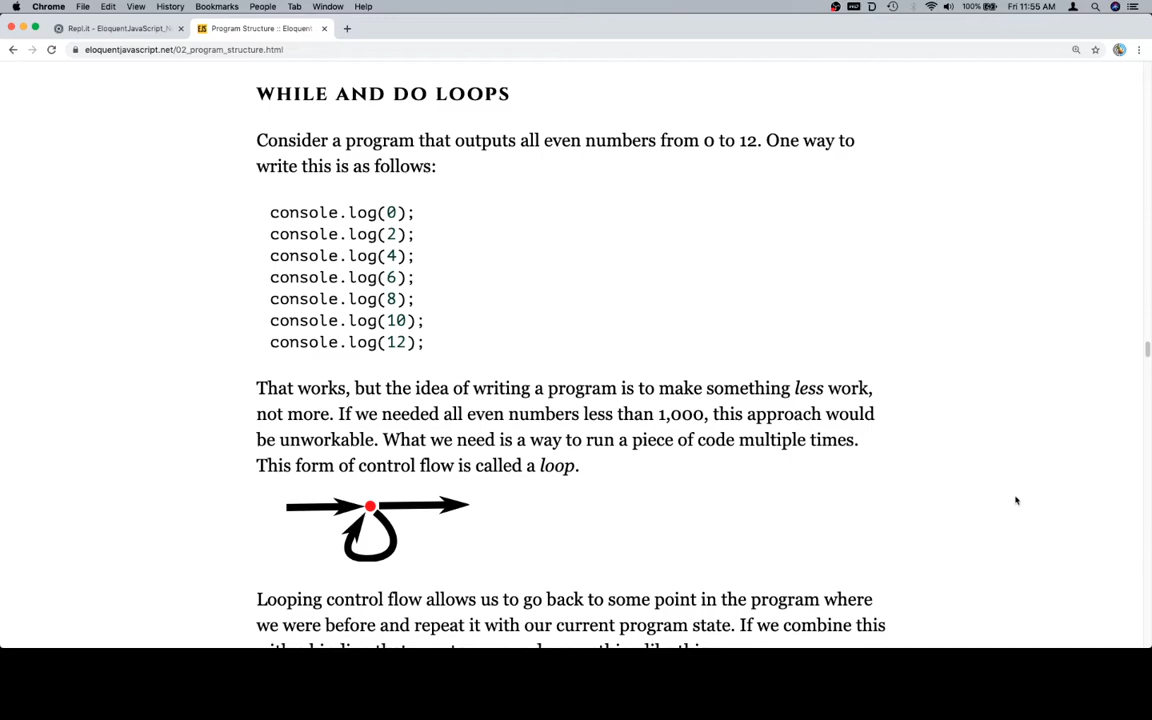 Chrome File Edit View History Bookmarks People Tab Window Help 100% Fri 11:55 AM
Repl.it - EloquentJavaScript_N Program Structure :: Eloquent
eloquentjavascript.net/02_program_structure.html
WHILE AND DO LOOPS
Consider a program that outputs all even numbers from 0 to 12. One way to
write this is as follows:
console.log(0);
console.log(2);
console.log(4);
console.log(6);
console.log(8);
console.log(10);
console.log(12);
That works, but the idea of writing a program is to make something less work,
not more. If we needed all even numbers less than 1,000, this approach would
be unworkable. What we need is a way to run a piece of code multiple times.
This form of control flow is called a loop.
Looping control flow allows us to go back to some point in the program where
we were before and repeat it with our current program state. If we combine this